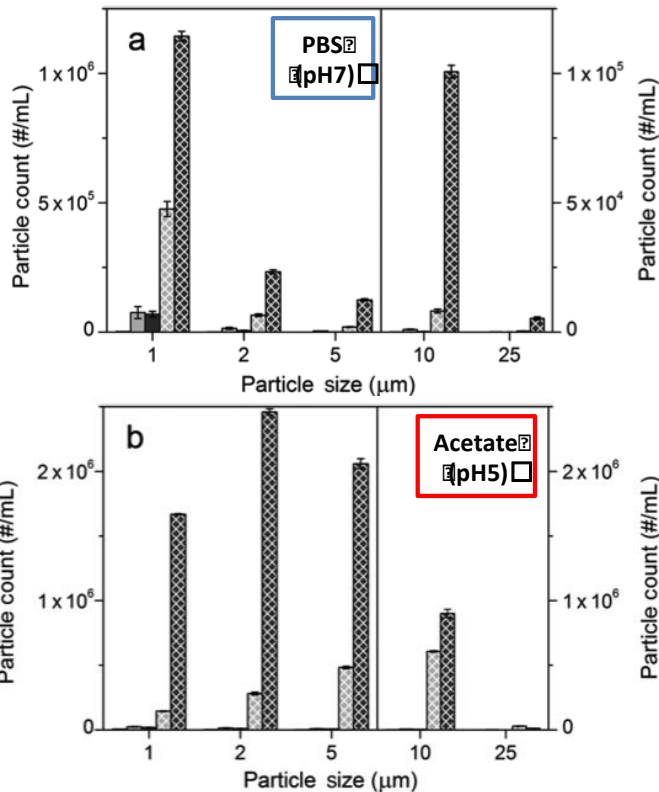 a
PBS⍰
⍰(pH7)☐
Particle count (#/mL)
1 x 10⁶
5 x 10⁵
0
1 x 10⁵
5 x 10⁴
0
Particle count (#/mL)
1 2 5 10 25
Particle size (μm)
b
Acetate⍰
⍰(pH5)☐
Particle count (#/mL)
2 x 10⁶
1 x 10⁶
0
2 x 10⁶
1 x 10⁶
0
Particle count (#/mL)
1 2 5 10 25
Particle size (μm)